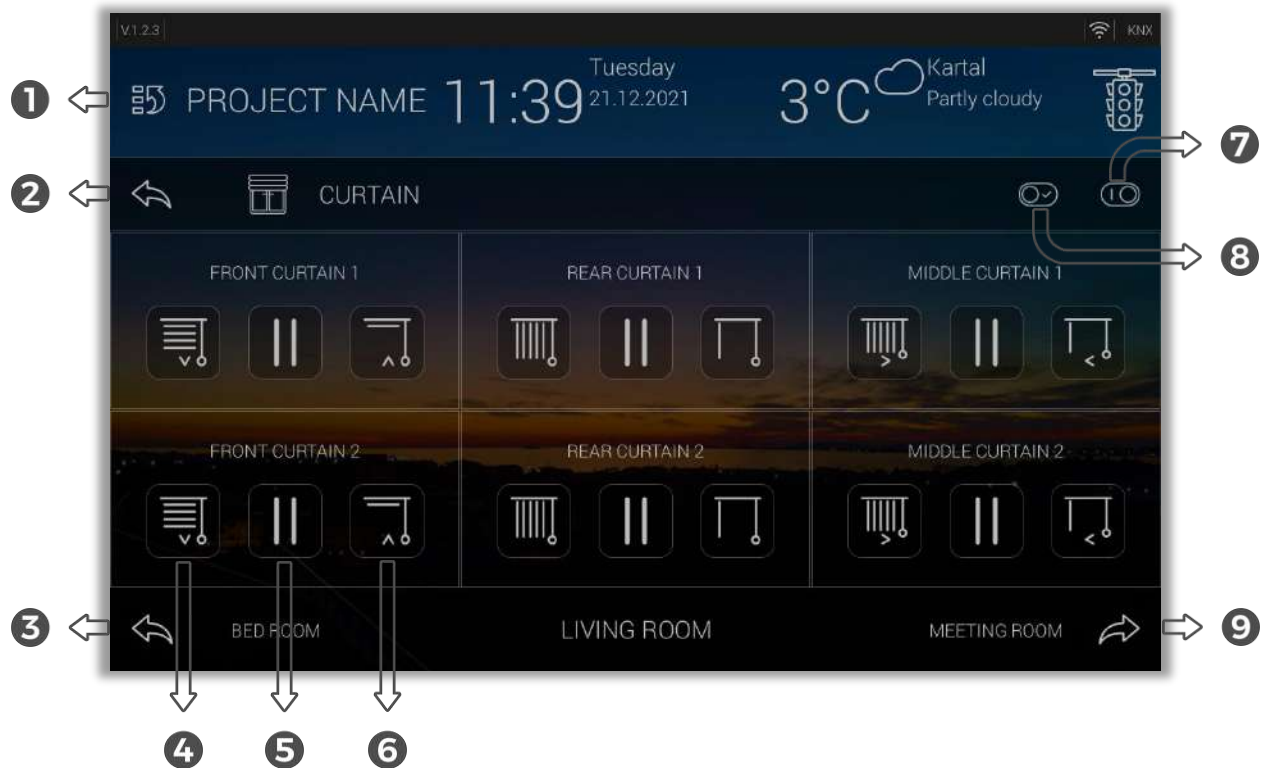 V.1.2.3 KNX
1 PROJECT NAME 11:39 Tuesday 21.12.2021 3°C Kartal Partly cloudy
7
2 CURTAIN
8
FRONT CURTAIN 1 REAR CURTAIN 1 MIDDLE CURTAIN 1
FRONT CURTAIN 2 REAR CURTAIN 2 MIDDLE CURTAIN 2
3 BED ROOM LIVING ROOM MEETING ROOM 9
4 5 6